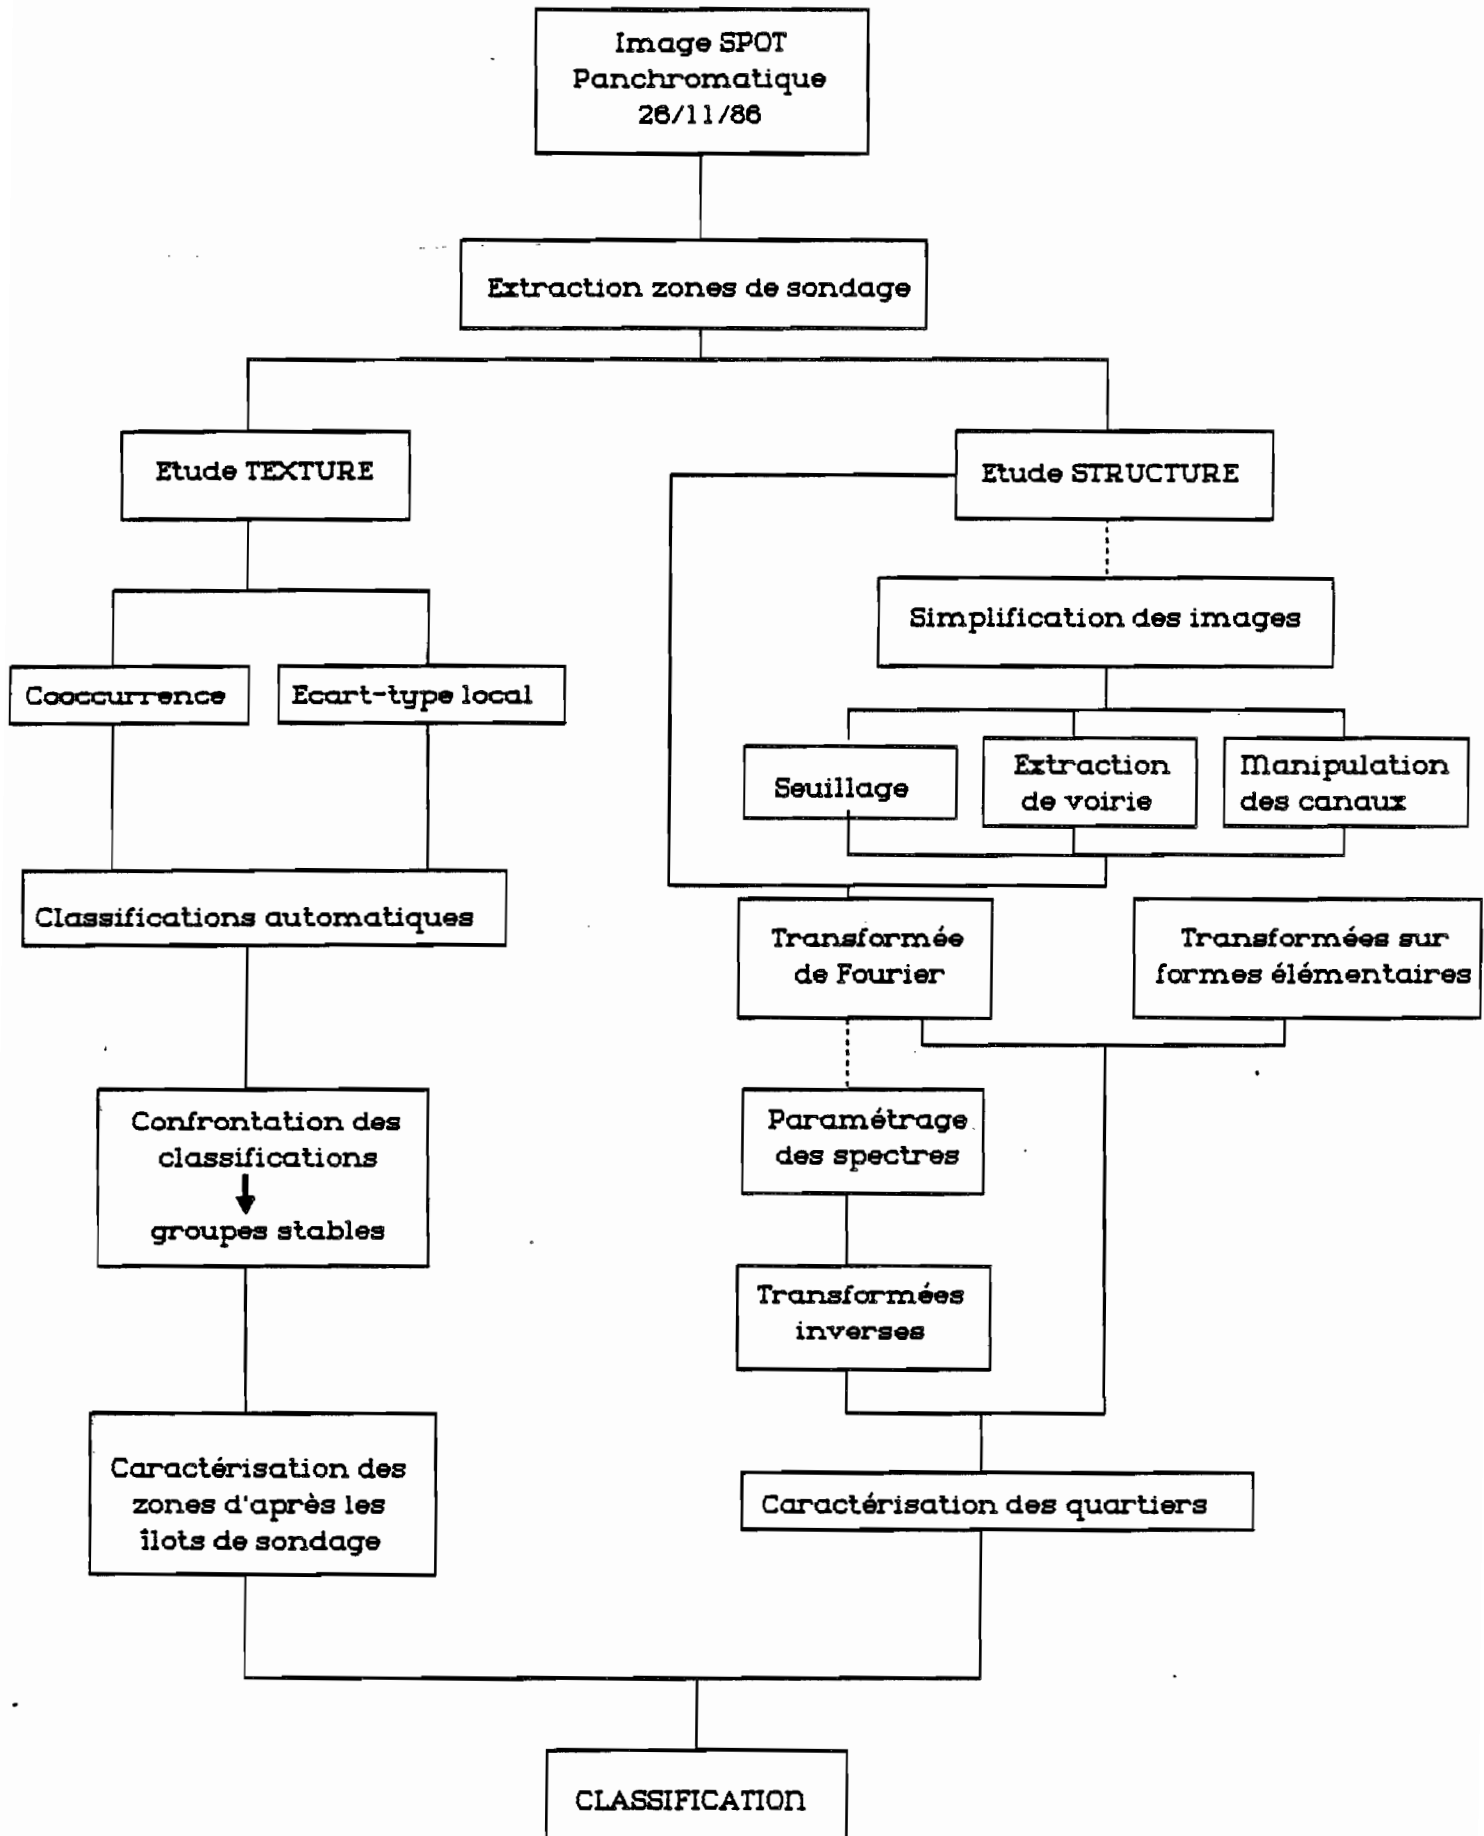 Image SPOT
Panchromatique
26/11/86
Extraction zones de sondage
Etude TEXTURE
Etude STRUCTURE
Simplification des images
Cooccurrence
Ecart-type local
Seuillage
Extraction
de voirie
Manipulation
des canaux
Classifications automatiques
Transformée
de Fourier
Transformées sur
formes élémentaires
Confrontation des
classifications
groupes stables
Paramétrage
des spectres
Transformées
inverses
Caractérisation des
zones d'après les
îlots de sondage
Caractérisation des quartiers
CLASSIFICATION